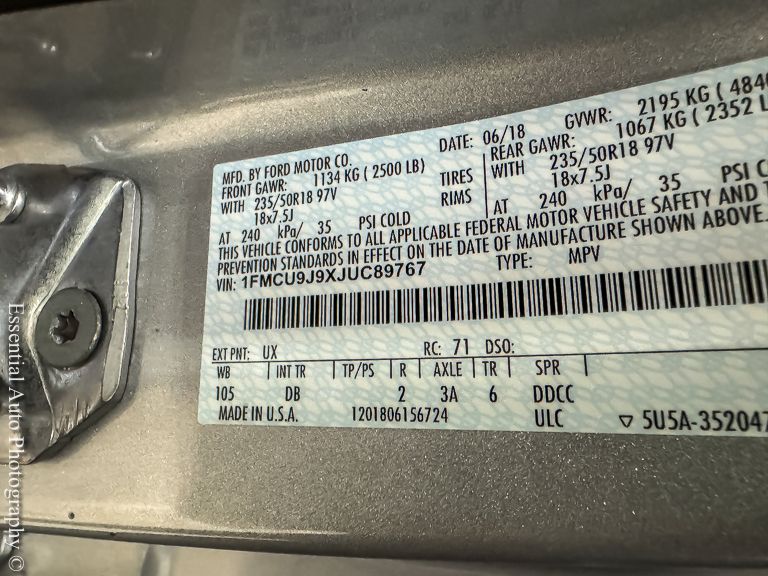 MFD. BY FORD MOTOR CO. DATE: 06/18 GVWR: 2195 KG ( 4840
FRONT GAWR: 1134 KG ( 2500 LB) REAR GAWR: 1067 KG ( 2352 L
WITH 235/50R18 97V TIRES WITH 235/50R18 97V
18x7.5J RIMS 18x7.5J
AT 240 kPa/ 35 PSI COLD AT 240 kPa/ 35 PSI C
THIS VEHICLE CONFORMS TO ALL APPLICABLE FEDERAL MOTOR VEHICLE SAFETY AND T
PREVENTION STANDARDS IN EFFECT ON THE DATE OF MANUFACTURE SHOWN ABOVE.
VIN: 1FMCU9J9XJUC89767 TYPE: MPV
EXT PNT: UX RC: 71 DSO:
WB INT TR TP/PS R AXLE TR SPR
105 DB 2 3A 6 DDCC
MADE IN U.S.A. 1201806156724 ULC ▽ 5U5A-352047
Essential Auto Photography ©